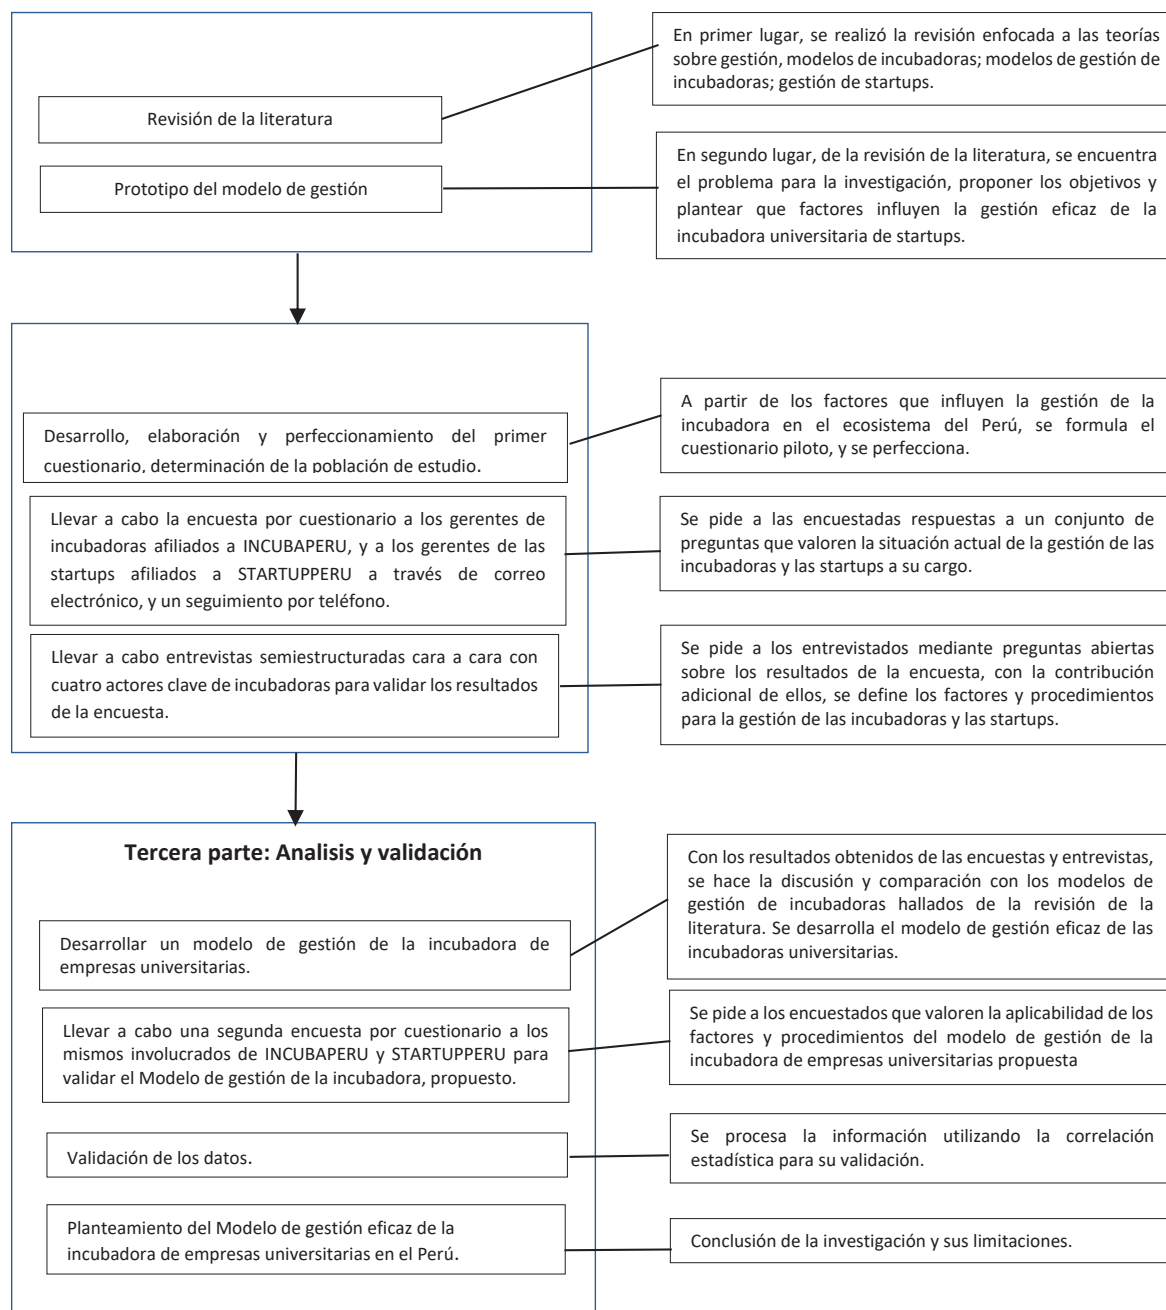 Revisión de la literatura
En primer lugar, se realizó la revisión enfocada a las teorías
sobre gestión, modelos de incubadoras; modelos de gestión de
incubadoras; gestión de startups.
Prototipo del modelo de gestión
En segundo lugar, de la revisión de la literatura, se encuentra
el problema para la investigación, proponer los objetivos y
plantear que factores influyen la gestión eficaz de la
incubadora universitaria de startups.
Desarrollo, elaboración y perfeccionamiento del primer
cuestionario, determinación de la población de estudio.
A partir de los factores que influyen la gestión de la
incubadora en el ecosistema del Perú, se formula el
cuestionario piloto, y se perfecciona.
Llevar a cabo la encuesta por cuestionario a los gerentes de
incubadoras afiliados a INCUBAPERU, y a los gerentes de las
startups afiliados a STARTUPPERU a través de correo
electrónico, y un seguimiento por teléfono.
Se pide a las encuestadas respuestas a un conjunto de
preguntas que valoren la situación actual de la gestión de las
incubadoras y las startups a su cargo.
Llevar a cabo entrevistas semiestructuradas cara a cara con
cuatro actores clave de incubadoras para validar los resultados
de la encuesta.
Se pide a los entrevistados mediante preguntas abiertas
sobre los resultados de la encuesta, con la contribución
adicional de ellos, se define los factores y procedimientos
para la gestión de las incubadoras y las startups.
Tercera parte: Analisis y validación
Desarrollar un modelo de gestión de la incubadora de
empresas universitarias.
Con los resultados obtenidos de las encuestas y entrevistas,
se hace la discusión y comparación con los modelos de
gestión de incubadoras hallados de la revisión de la
literatura. Se desarrolla el modelo de gestión eficaz de las
incubadoras universitarias.
Llevar a cabo una segunda encuesta por cuestionario a los
mismos involucrados de INCUBAPERU y STARTUPPERU para
validar el Modelo de gestión de la incubadora, propuesto.
Se pide a los encuestados que valoren la aplicabilidad de los
factores y procedimientos del modelo de gestión de la
incubadora de empresas universitarias propuesta
Validación de los datos.
Se procesa la información utilizando la correlación
estadística para su validación.
Planteamiento del Modelo de gestión eficaz de la
incubadora de empresas universitarias en el Perú.
Conclusión de la investigación y sus limitaciones.